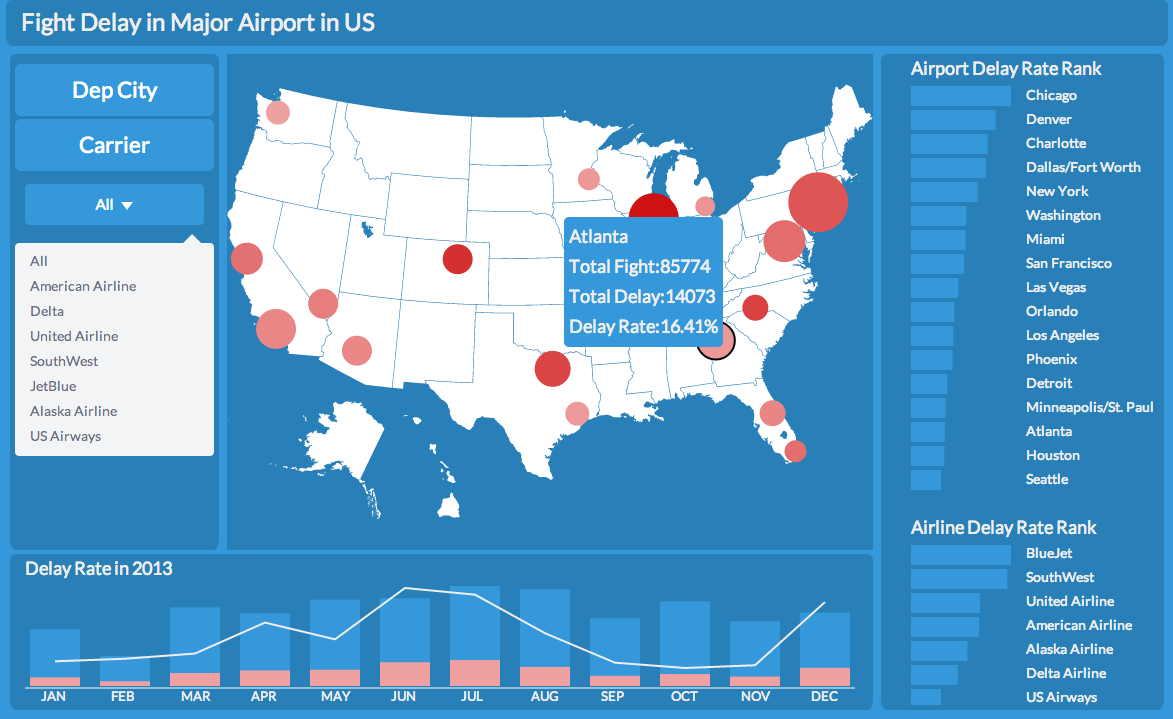 Fight Delay in Major Airport in US
Dep City
Carrier
All
All
American Airline
Delta
United Airline
SouthWest
JetBlue
Alaska Airline
US Airways
Atlanta
Total Fight:85774
Total Delay:14073
Delay Rate:16.41%
Airport Delay Rate Rank
Chicago
Denver
Charlotte
Dallas/Fort Worth
New York
Washington
Miami
San Francisco
Las Vegas
Orlando
Los Angeles
Phoenix
Detroit
Minneapolis/St. Paul
Atlanta
Houston
Seattle
Airline Delay Rate Rank
BlueJet
SouthWest
United Airline
American Airline
Alaska Airline
Delta Airline
US Airways
Delay Rate in 2013
JAN FEB MAR APR MAY JUN JUL AUG SEP OCT NOV DEC